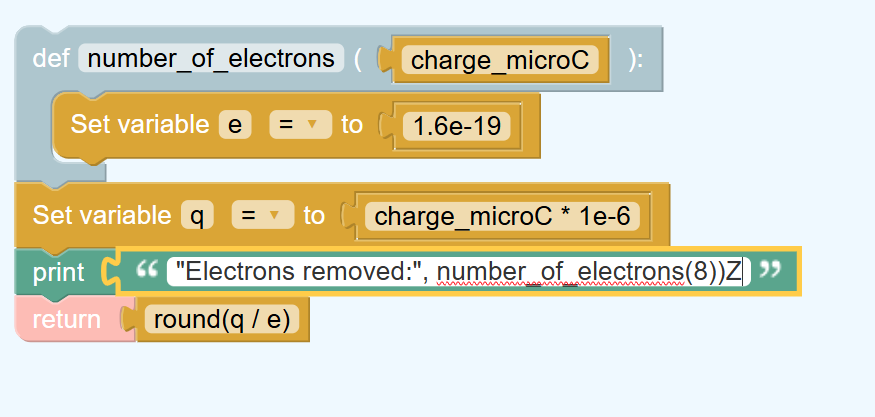 def number_of_electrons ( charge_microC ):
Set variable e = ▾ to 1.6e-19
Set variable q = ▾ to charge_microC * 1e-6
print “ "Electrons removed:", number_of_electrons(8))Z ”
return round(q / e)